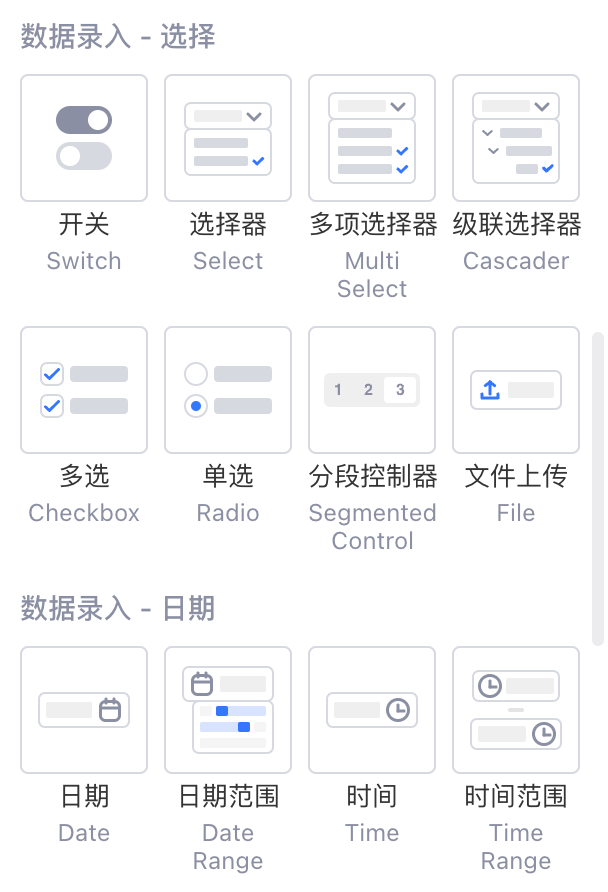 数据录入 - 选择
开关 选择器 多项选择器 级联选择器
Switch Select Multi Cascader
Select
1 2 3
多选 单选 分段控制器 文件上传
Checkbox Radio Segmented File
Control
数据录入 - 日期
日期 日期范围 时间 时间范围
Date Date Time Time
Range Range